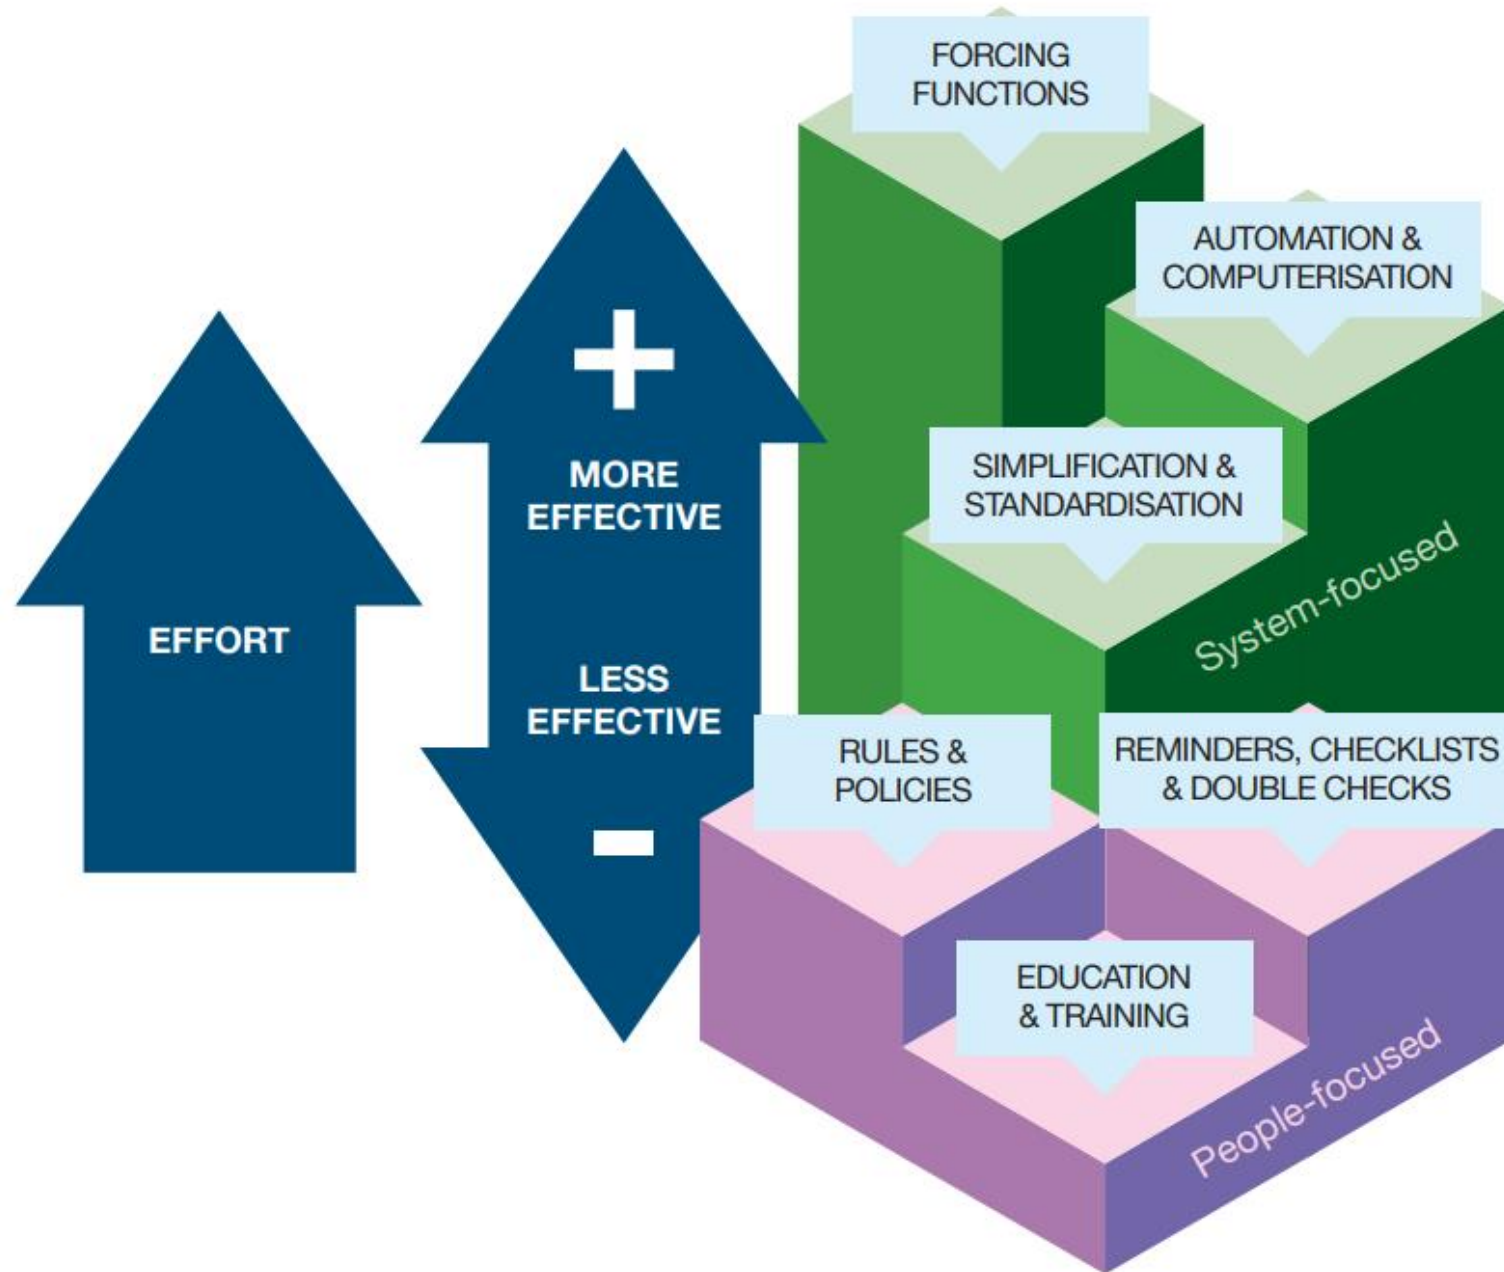 FORCING
FUNCTIONS
AUTOMATION &
COMPUTERISATION
+
MORE
EFFECTIVE
SIMPLIFICATION &
STANDARDISATION
System-focused
EFFORT
LESS
EFFECTIVE
-
RULES &
POLICIES
REMINDERS, CHECKLISTS
& DOUBLE CHECKS
EDUCATION
& TRAINING
People-focused